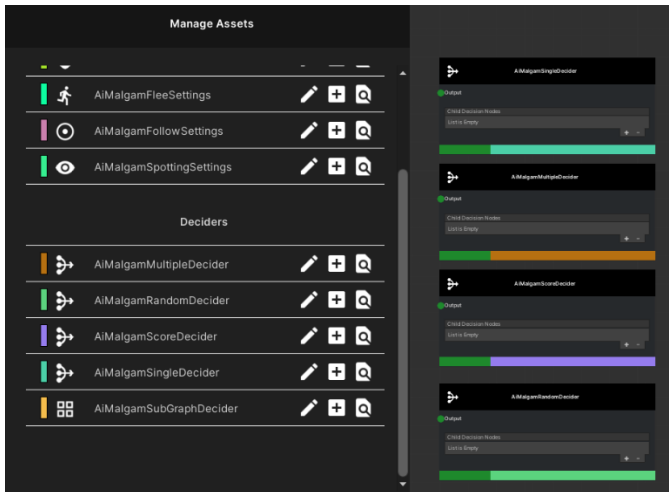 Manage Assets
AiMalgamFleeSettings
AiMalgamFollowSettings
AiMalgamSpottingSettings
Deciders
AiMalgamMultipleDecider
AiMalgamRandomDecider
AiMalgamScoreDecider
AiMalgamSingleDecider
AiMalgamSubGraphDecider
AiMalgamSingleDecider
Output
Child Decision Nodes
List is Empty
+ -
AiMalgamMultipleDecider
Output
Child Decision Nodes
List is Empty
+ -
AiMalgamScoreDecider
Output
Child Decision Nodes
List is Empty
+ -
AiMalgamRandomDecider
Output
Child Decision Nodes
List is Empty
+ -